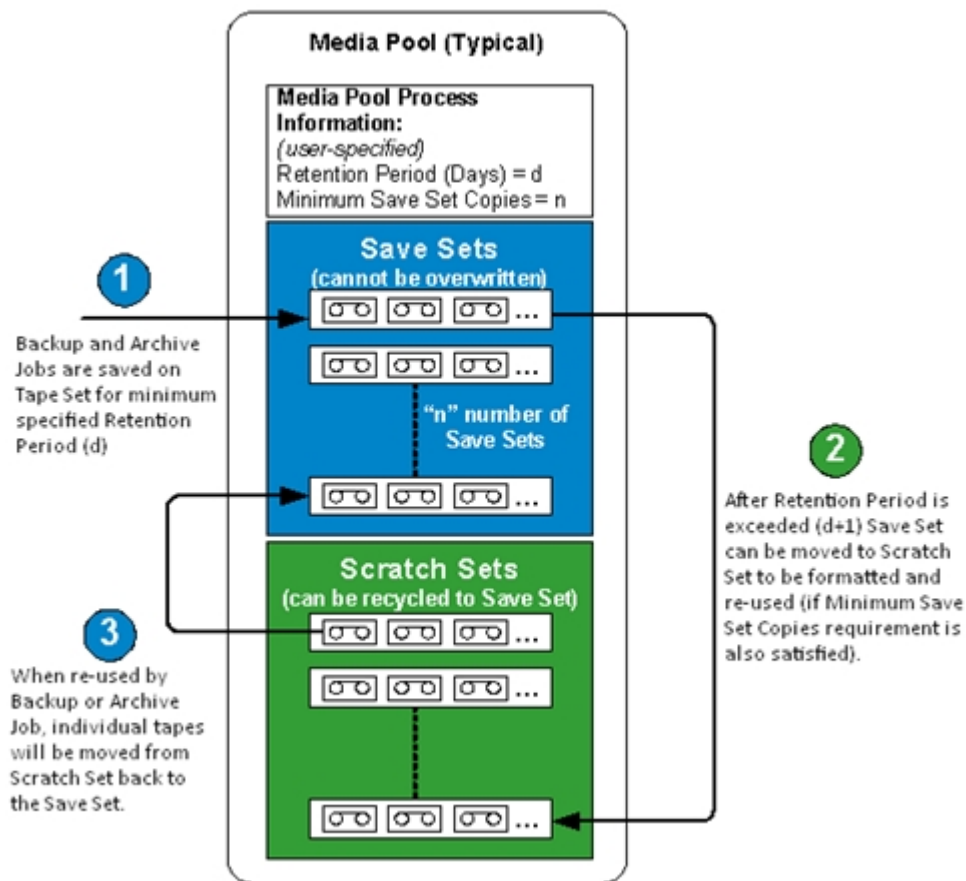 Media Pool (Typical)
Media Pool Process
Information:
(user-specified)
Retention Period (Days) = d
Minimum Save Set Copies = n
Save Sets
(cannot be overwritten)
...
...
"n" number of
Save Sets
...
1
Backup and Archive
Jobs are saved on
Tape Set for minimum
specified Retention
Period (d)
2
After Retention Period is
exceeded (d+1) Save Set
can be moved to Scratch
Set to be formatted and
re-used (if Minimum Save
Set Copies requirement is
also satisfied).
Scratch Sets
(can be recycled to Save Set)
...
...
...
3
When re-used by
Backup or Archive
Job, individual tapes
will be moved from
Scratch Set back to
the Save Set.